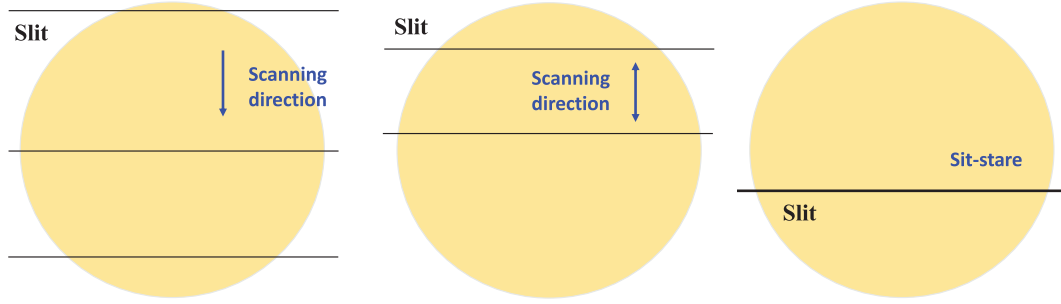 Slit
Scanning
direction
Slit
Scanning
direction
Sit-stare
Slit